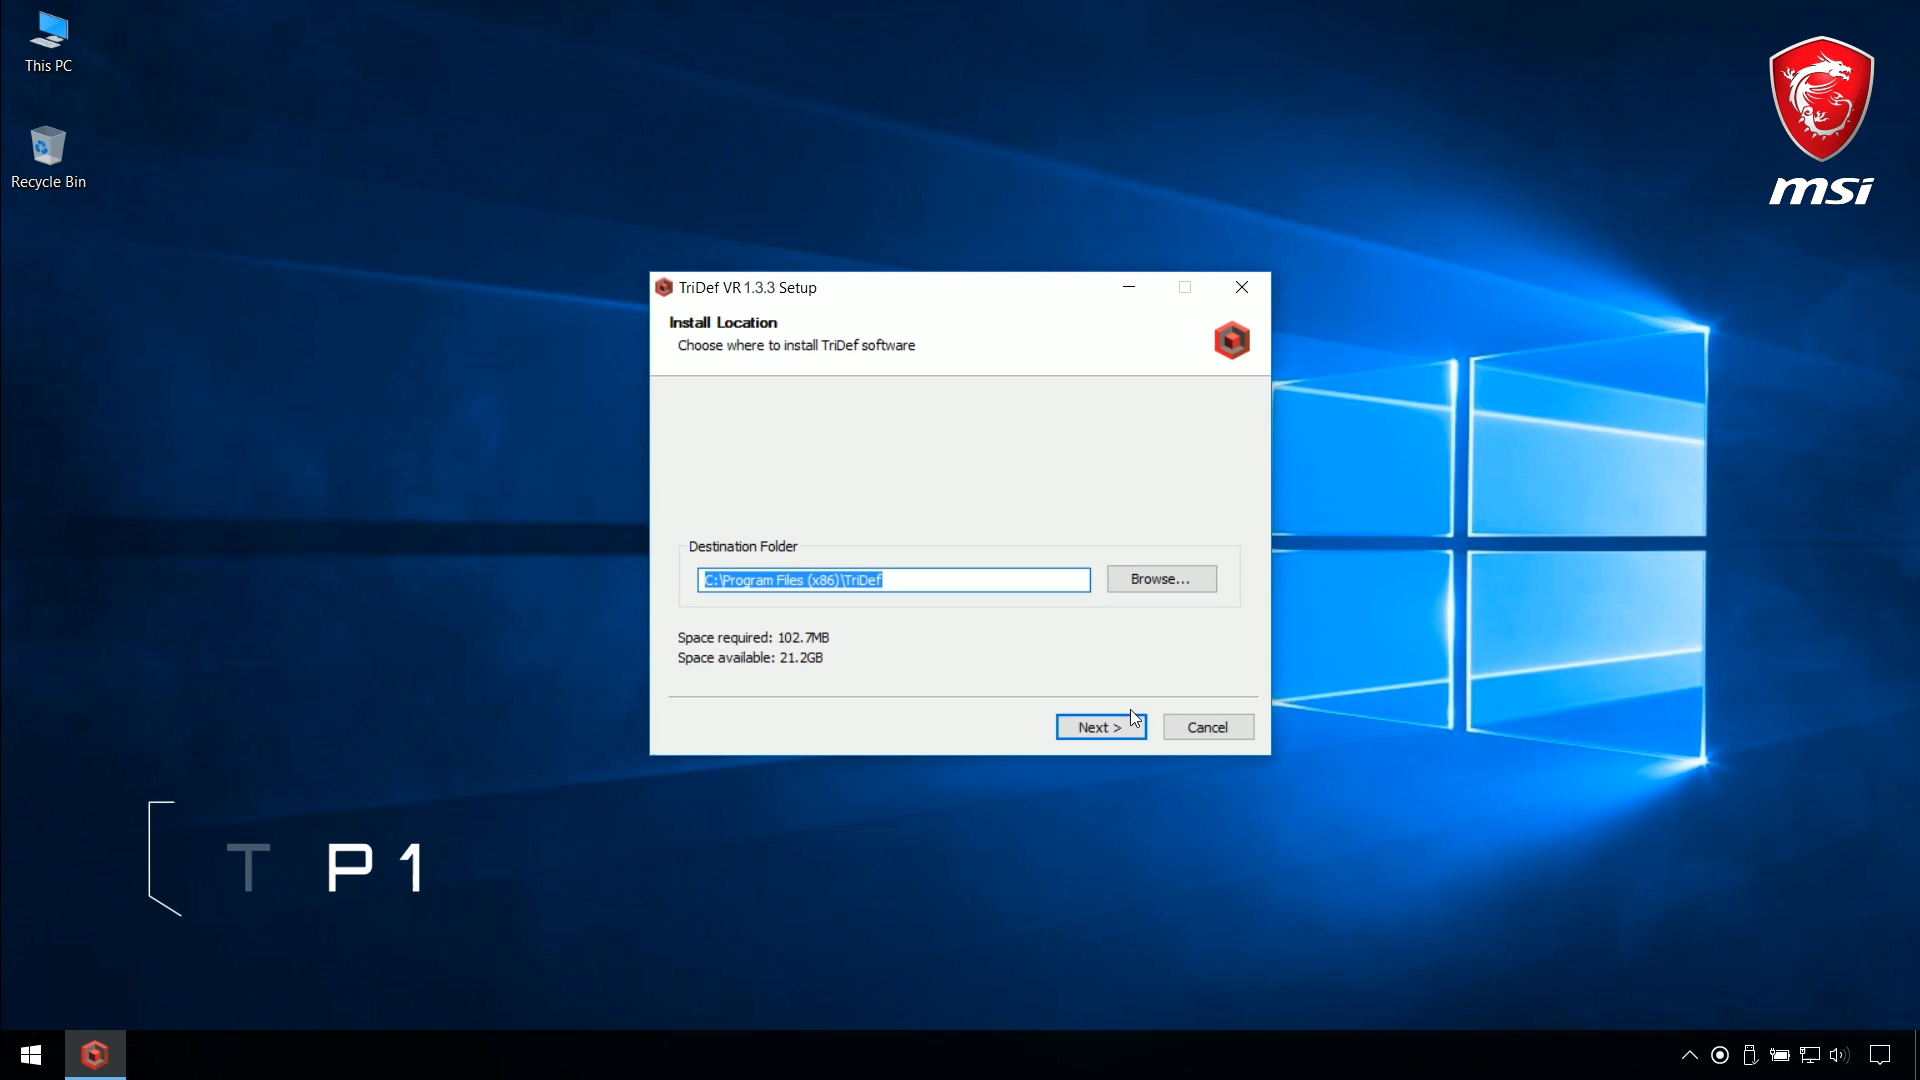 This PC
Recycle Bin
msi
TriDef VR 1.3.3 Setup
Install Location
Choose where to install TriDef software
Destination Folder
C:\Program Files (x86)\TriDef
Browse...
Space required: 102.7MB
Space available: 21.2GB
Next >
Cancel
T P 1